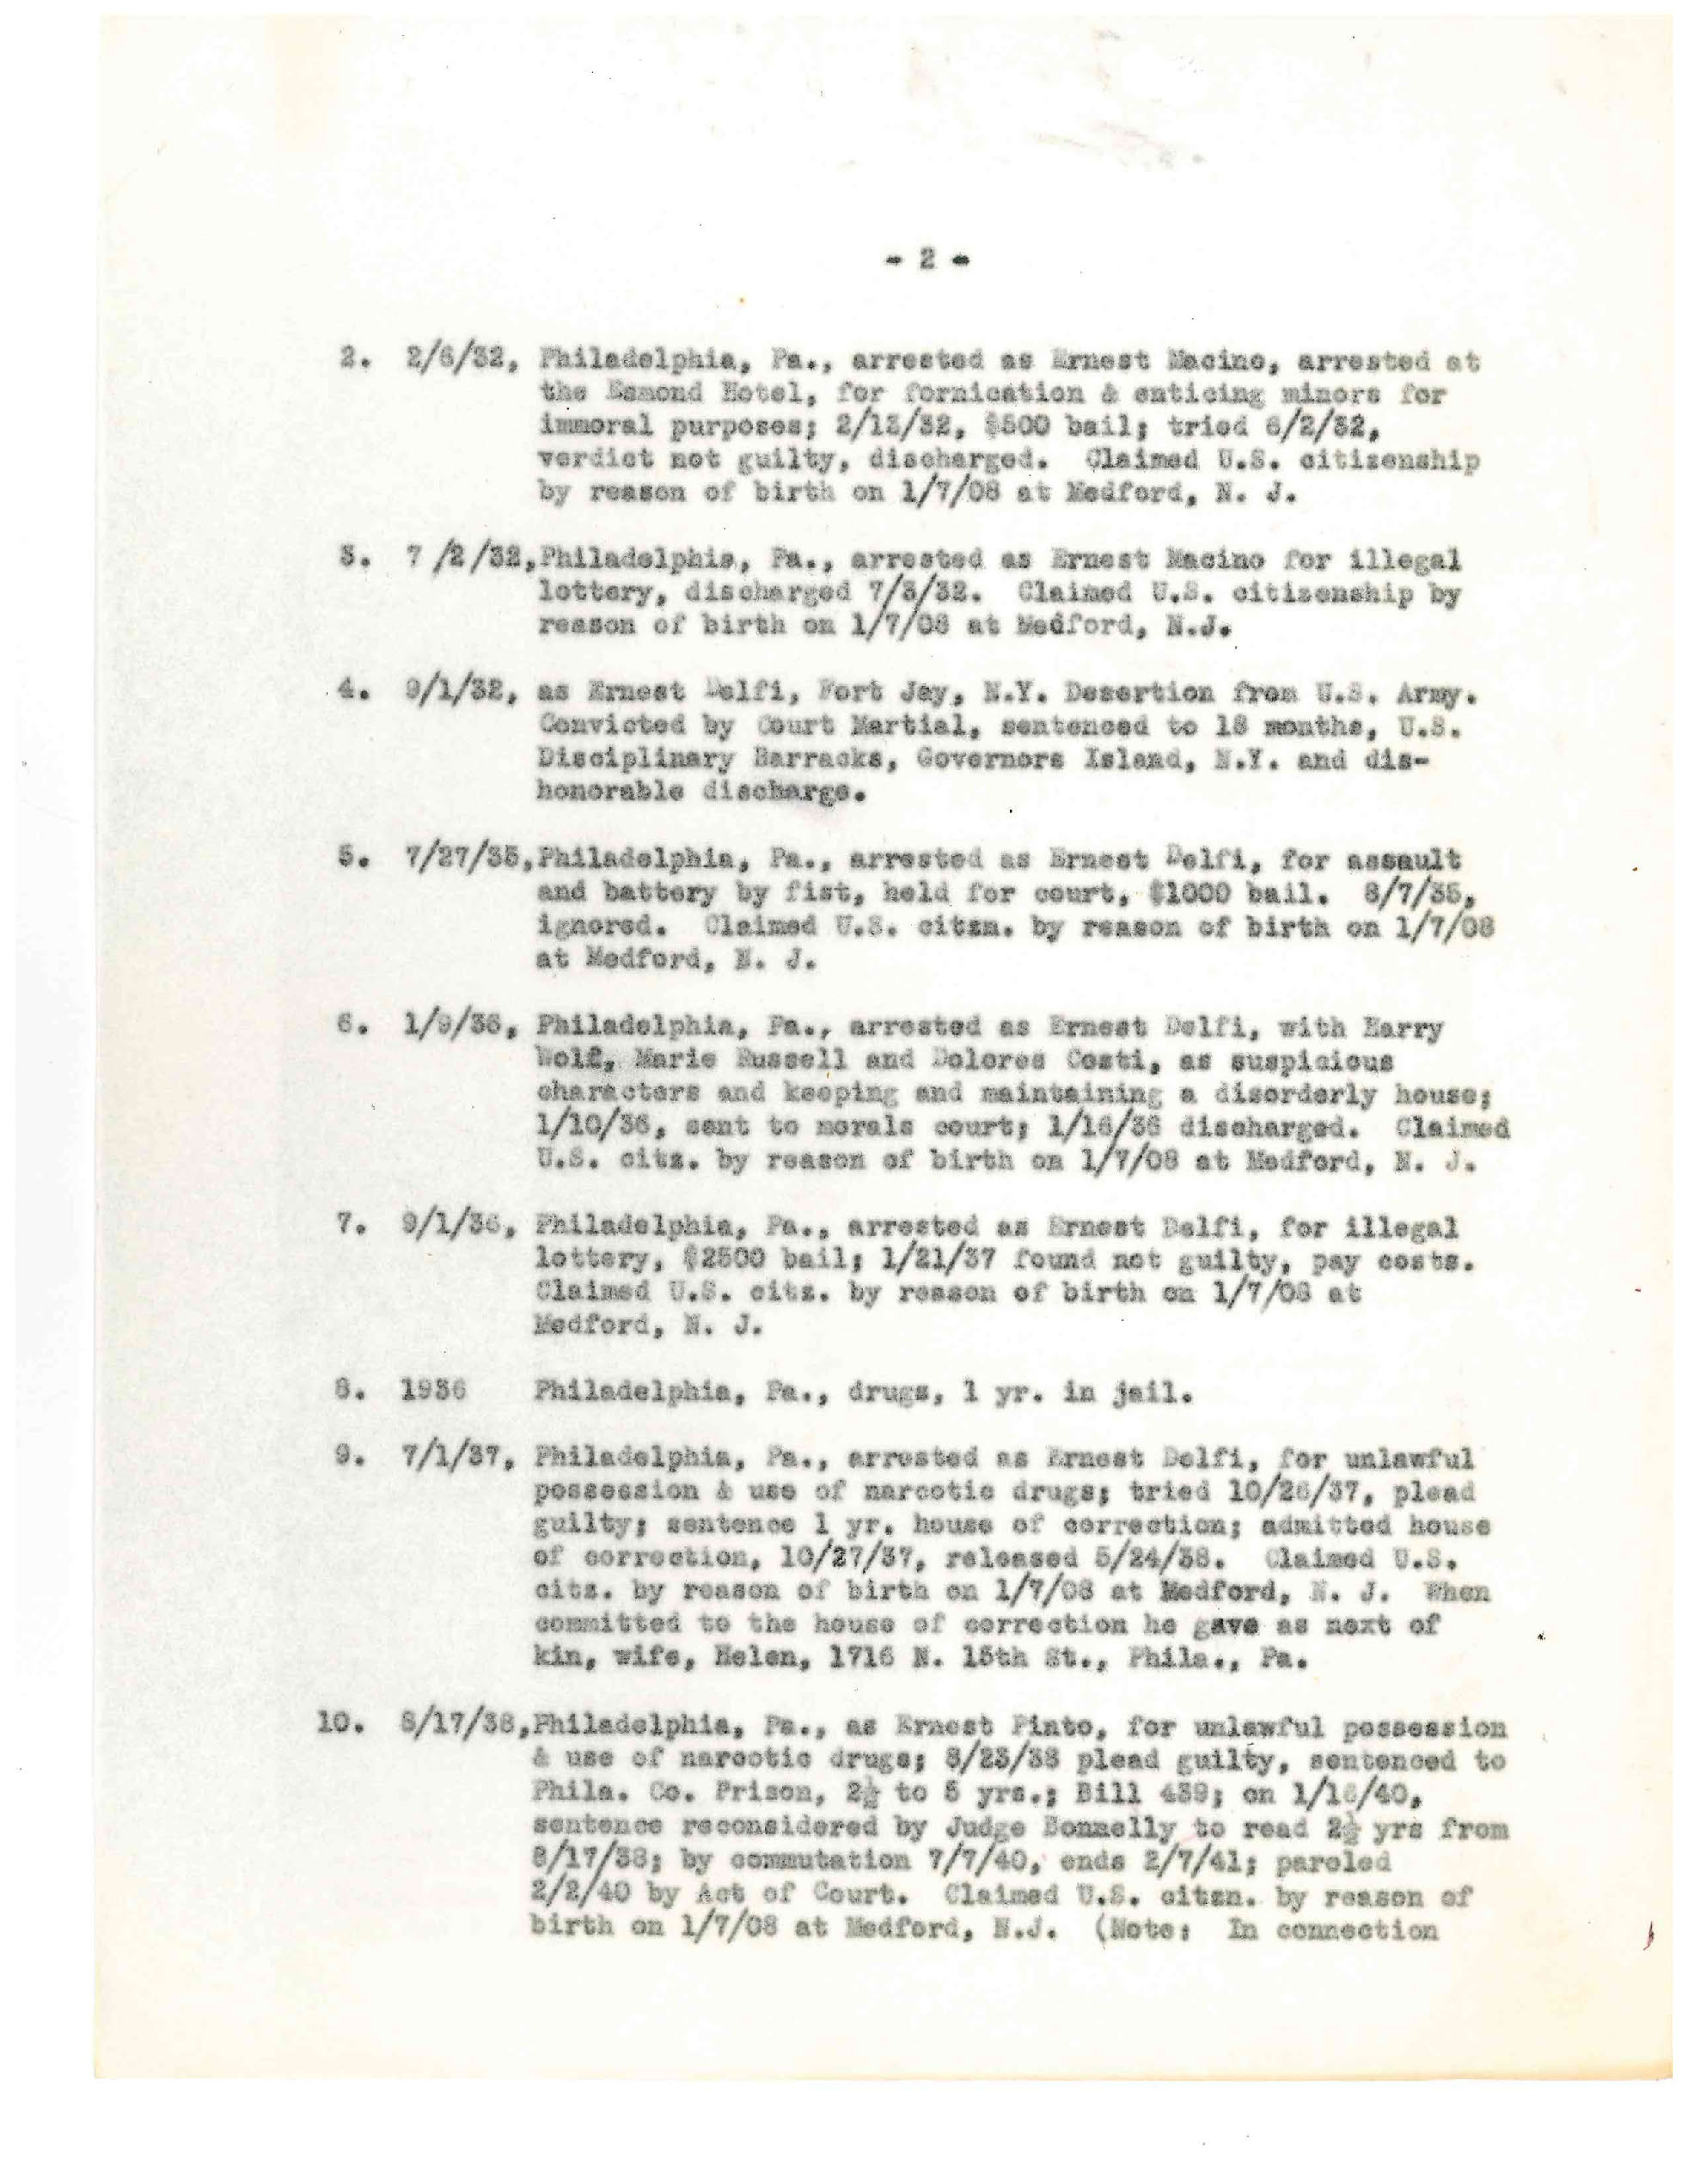 - 2 -
2. 2/6/32, Philadelphia, Pa., arrested as Ernest Macino, arrested at
the Esmond Hotel, for fornication & enticing minors for
immoral purposes; 2/13/32, $500 bail; tried 6/2/32,
verdict not guilty, discharged. Claimed U.S. citizenship
by reason of birth on 1/7/08 at Medford, N. J.
3. 7 /2 /32, Philadelphia, Pa., arrested as Ernest Macino for illegal
lottery, discharged 7/3/32. Claimed U.S. citizenship by
reason of birth on 1/7/08 at Medford, N.J.
4. 9/1/32, as Ernest Delfi, Fort Jay, N.Y. Desertion from U.S. Army.
Convicted by Court Martial, sentenced to 18 months, U.S.
Disciplinary Barracks, Governors Island, N.Y. and dis-
honorable discharge.
5. 7/27/35, Philadelphia, Pa., arrested as Ernest Delfi, for assault
and battery by fist, held for court, $1000 bail. 8/7/35,
ignored. Claimed U.S. citzn. by reason of birth on 1/7/08
at Medford, N. J.
6. 1/9/36, Philadelphia, Pa., arrested as Ernest Delfi, with Harry
Wolf, Marie Russell and Dolores Costi, as suspicious
characters and keeping and maintaining a disorderly house;
1/10/36, sent to morals court; 1/16/36 discharged. Claimed
U.S. citz. by reason of birth on 1/7/08 at Medford, N. J.
7. 9/1/36, Philadelphia, Pa., arrested as Ernest Delfi, for illegal
lottery, $2500 bail; 1/21/37 found not guilty, pay costs.
Claimed U.S. citz. by reason of birth on 1/7/08 at
Medford, N. J.
8. 1936 Philadelphia, Pa., drugs, 1 yr. in jail.
9. 7/1/37, Philadelphia, Pa., arrested as Ernest Delfi, for unlawful
possession & use of narcotic drugs; tried 10/26/37, plead
guilty; sentence 1 yr. house of correction; admitted house
of correction, 10/27/37, released 5/24/38. Claimed U.S.
citz. by reason of birth on 1/7/08 at Medford, N. J. When
committed to the house of correction he gave as next of
kin, wife, Helen, 1716 N. 15th St., Phila., Pa.
10. 8/17/38, Philadelphia, Pa., as Ernest Pinto, for unlawful possession
& use of narcotic drugs; 8/23/38 plead guilty, sentenced to
Phila. Co. Prison, 2½ to 5 yrs.; Bill 439; on 1/16/40,
sentence reconsidered by Judge Bonnelly to read 2½ yrs from
8/17/38; by commutation 7/7/40, ends 2/7/41; paroled
2/2/40 by Act of Court. Claimed U.S. citzn. by reason of
birth on 1/7/08 at Medford, N.J. (Note: In connection